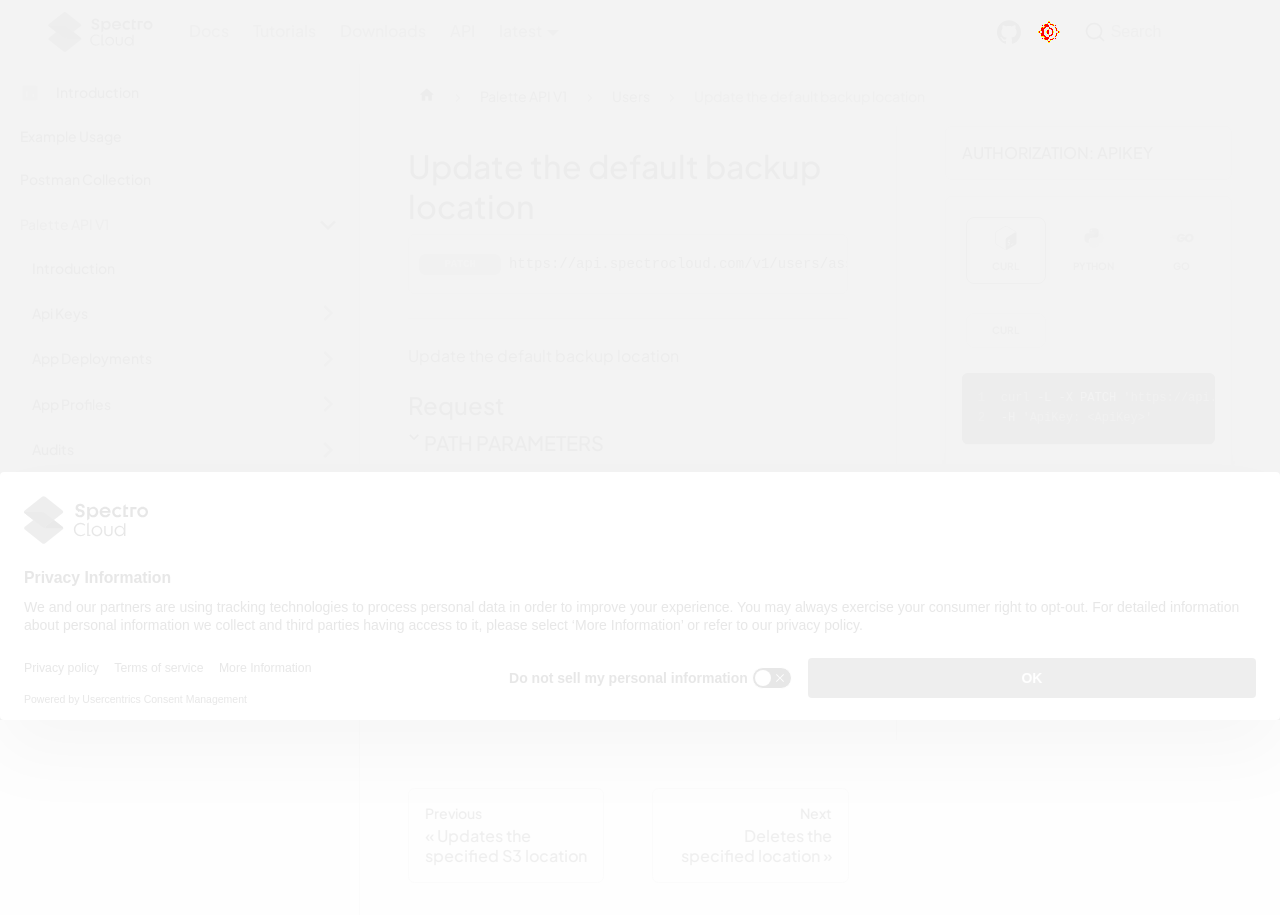 Spectro
Cloud
Docs Tutorials Downloads API latest
Search
Introduction
Example Usage
Postman Collection
Palette API V1
Introduction
Api Keys
App Deployments
App Profiles
Audits
Palette API V1
Users
Update the default backup location
Update the default backup
location
https://api.spectrocloud.com/v1/users/as
Update the default backup location
Request
PATH PARAMETERS
AUTHORIZATION: APIKEY
CURL PYTHON GO
CURL
PATCH
Spectro
Cloud
Privacy Information
We and our partners are using tracking technologies to process personal data in order to improve your experience. You may always exercise your consumer right to opt-out. For detailed information
about personal information we collect and third parties having access to it, please select ‘More Information’ or refer to our privacy policy.
Privacy policy Terms of service More Information
Powered by Usercentrics Consent Management
Do not sell my personal information
OK
Previous
« Updates the
specified S3 location
Next
Deletes the
specified location »